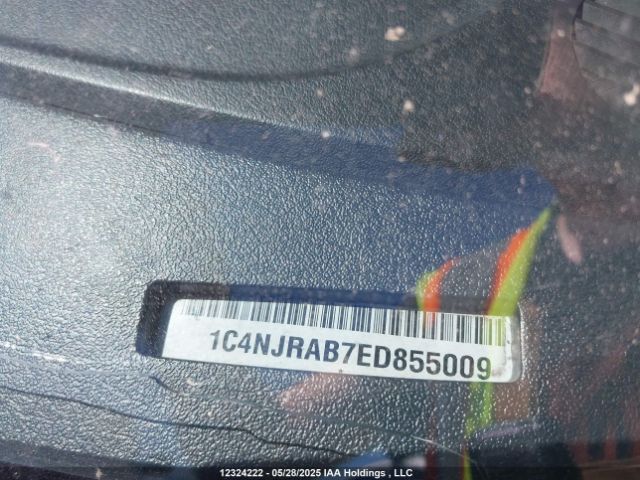 1C4NJRAB7ED855009
12324222 - 05/28/2025 IAA Holdings , LLC